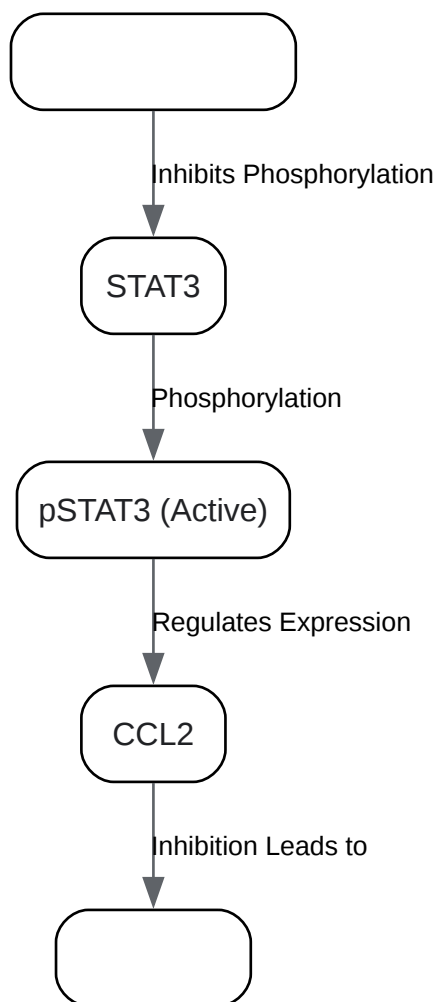 Inhibits Phosphorylation
STAT3
Phosphorylation
pSTAT3 (Active)
Regulates Expression
CCL2
Inhibition Leads to